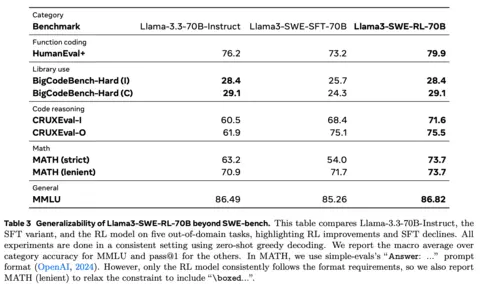 Category
Benchmark Llama-3.3-70B-Instruct Llama3-SWE-SFT-70B Llama3-SWE-RL-70B
Function coding
HumanEval+ 76.2 73.2 79.9
Library use
BigCodeBench-Hard (I) 28.4 25.7 28.4
BigCodeBench-Hard (C) 29.1 24.3 29.1
Code reasoning
CRUXEval-I 60.5 68.4 71.6
CRUXEval-O 61.9 75.1 75.5
Math
MATH (strict) 63.2 54.0 73.7
MATH (lenient) 70.9 71.7 73.7
General
MMLU 86.49 85.26 86.82
Table 3 Generalizability of Llama3-SWE-RL-70B beyond SWE-bench. This table compares Llama-3.3-70B-Instruct, the
SFT variant, and the RL model on five out-of-domain tasks, highlighting RL improvements and SFT declines. All
experiments are done in a consistent setting using zero-shot greedy decoding. We report the macro average over
category accuracy for MMLU and pass@1 for the others. In MATH, we use simple-evals's “Answer: ...” prompt
format (OpenAI, 2024). However, only the RL model consistently follows the format requirements, so we also report
MATH (lenient) to relax the constraint to include “\boxed...”.